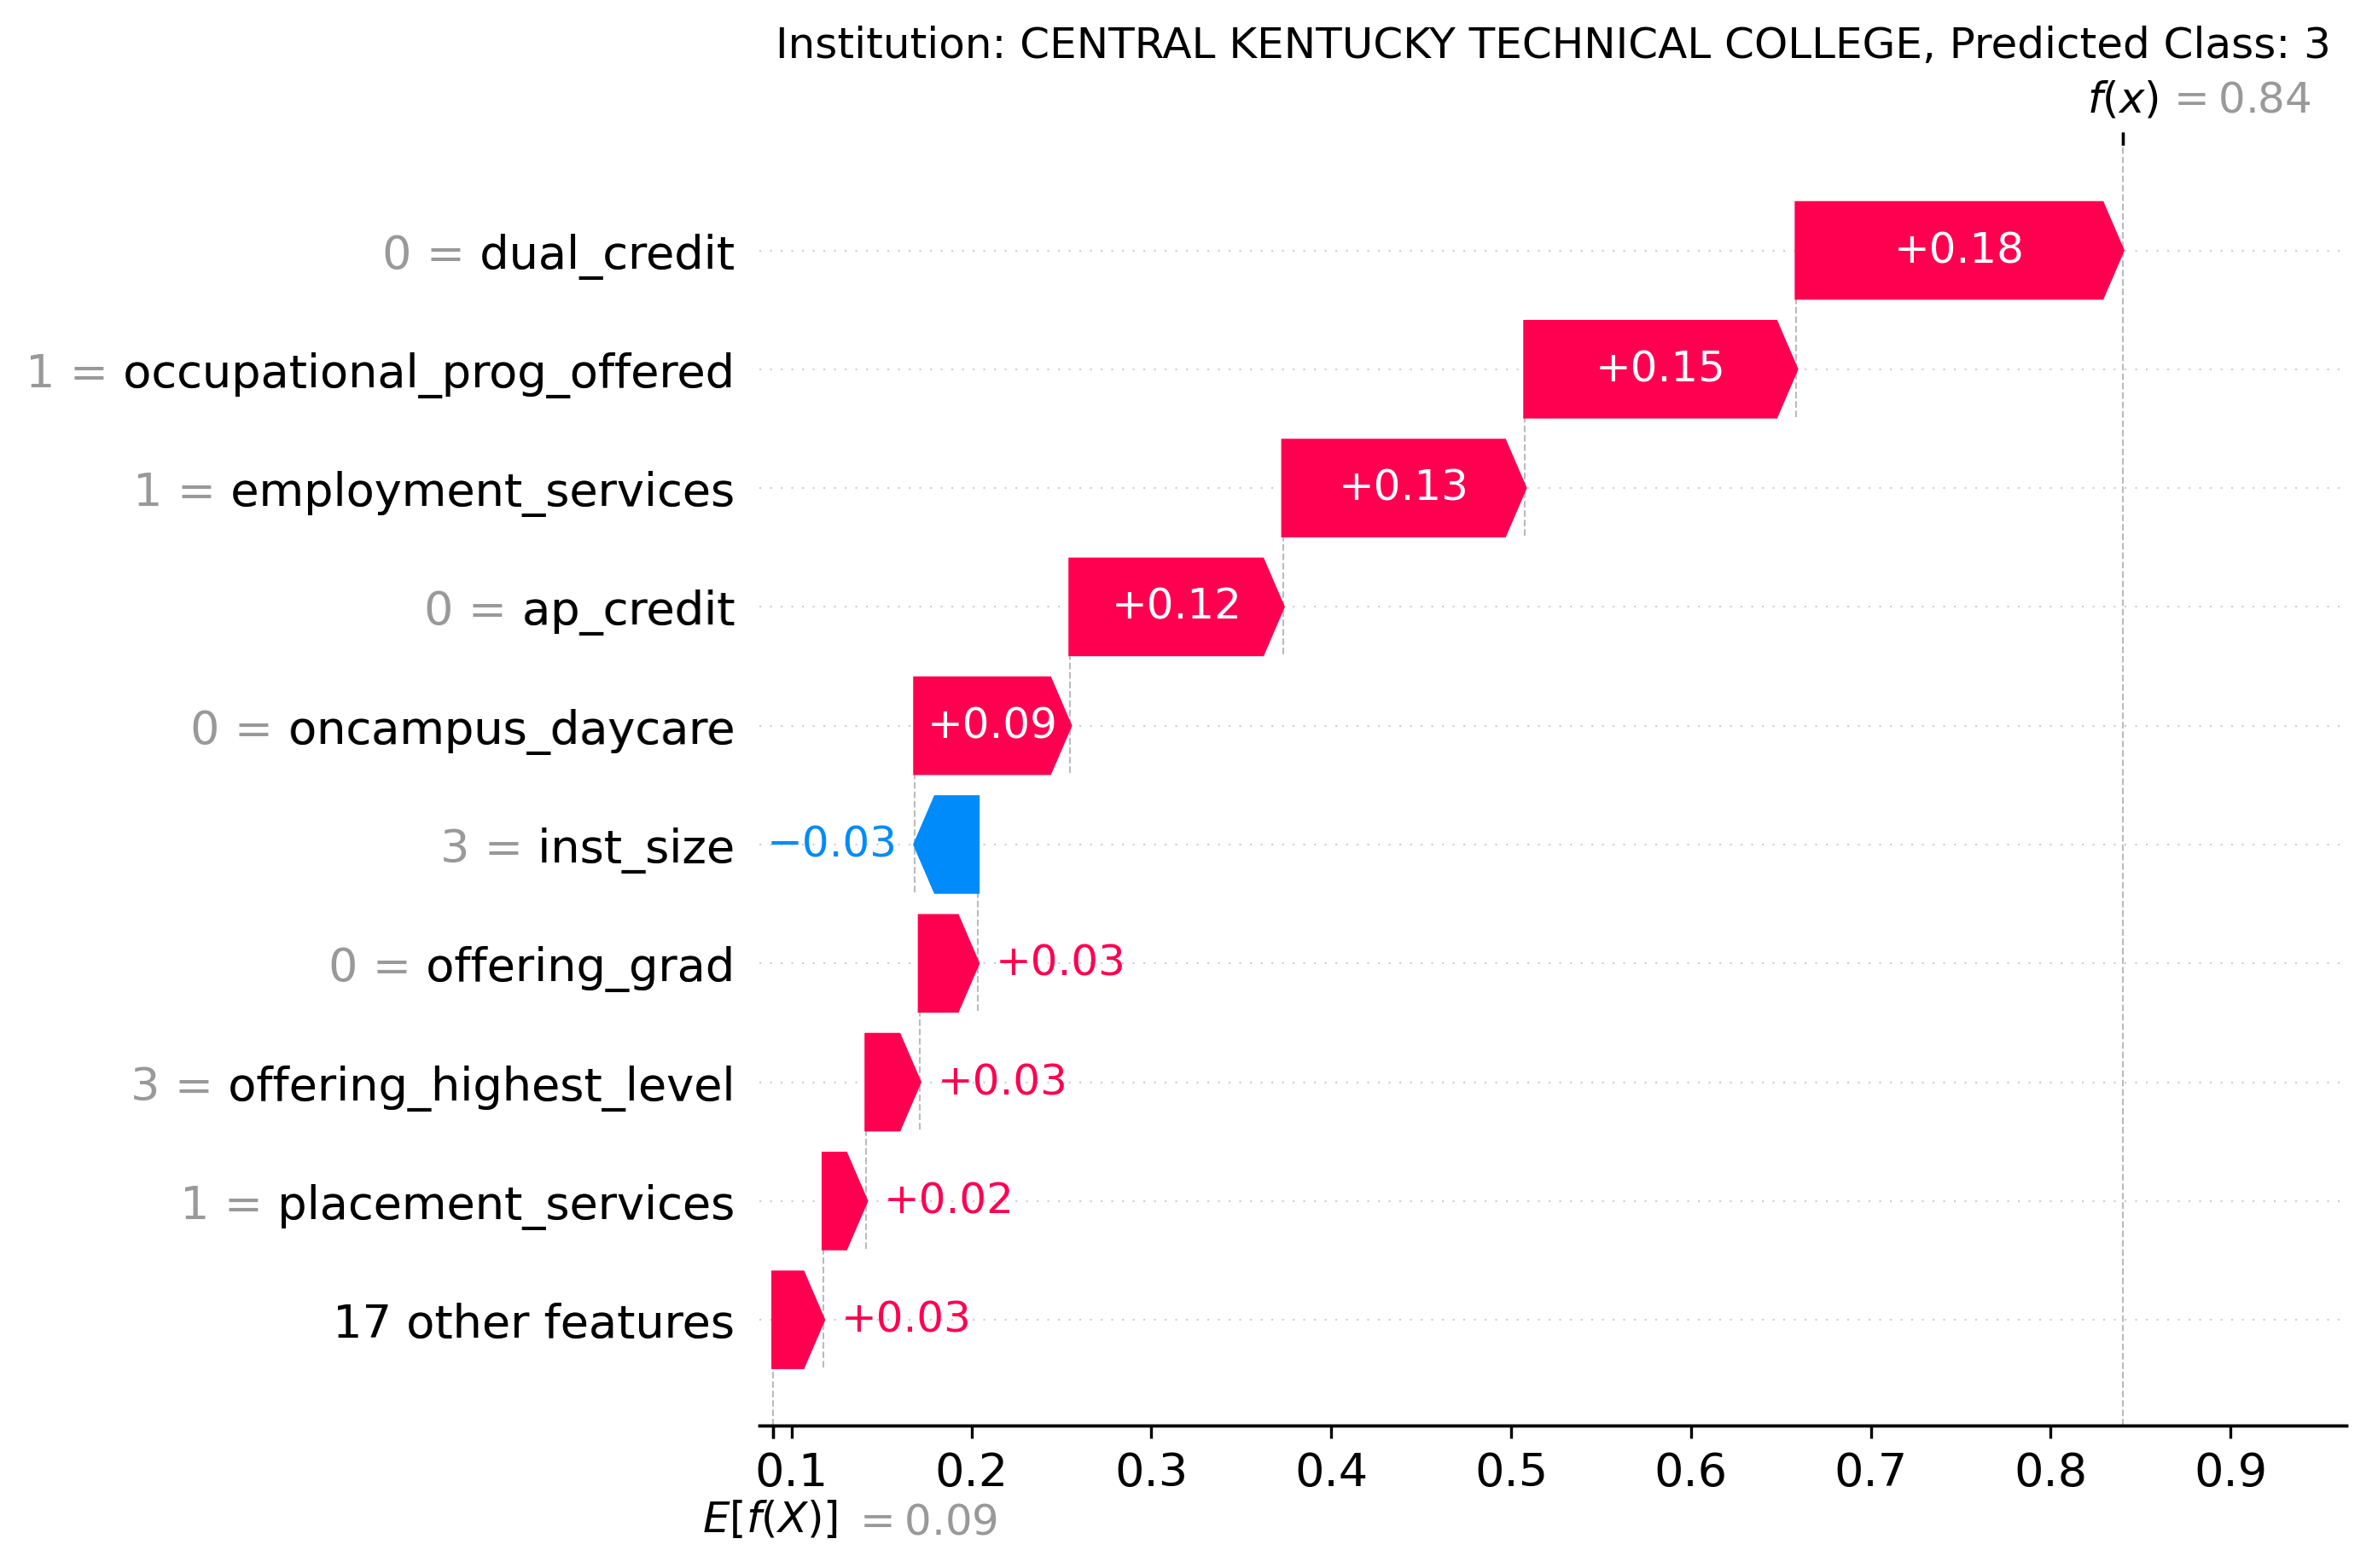 Institution: CENTRAL KENTUCKY TECHNICAL COLLEGE, Predicted Class: 3
f(x) = 0.84
0 = dual_credit +0.18
1 = occupational_prog_offered +0.15
1 = employment_services +0.13
0 = ap_credit +0.12
0 = oncampus_daycare +0.09
3 = inst_size −0.03
0 = offering_grad +0.03
3 = offering_highest_level +0.03
1 = placement_services +0.02
17 other features +0.03
0.1 0.2 0.3 0.4 0.5 0.6 0.7 0.8 0.9
E[f(X)] = 0.09